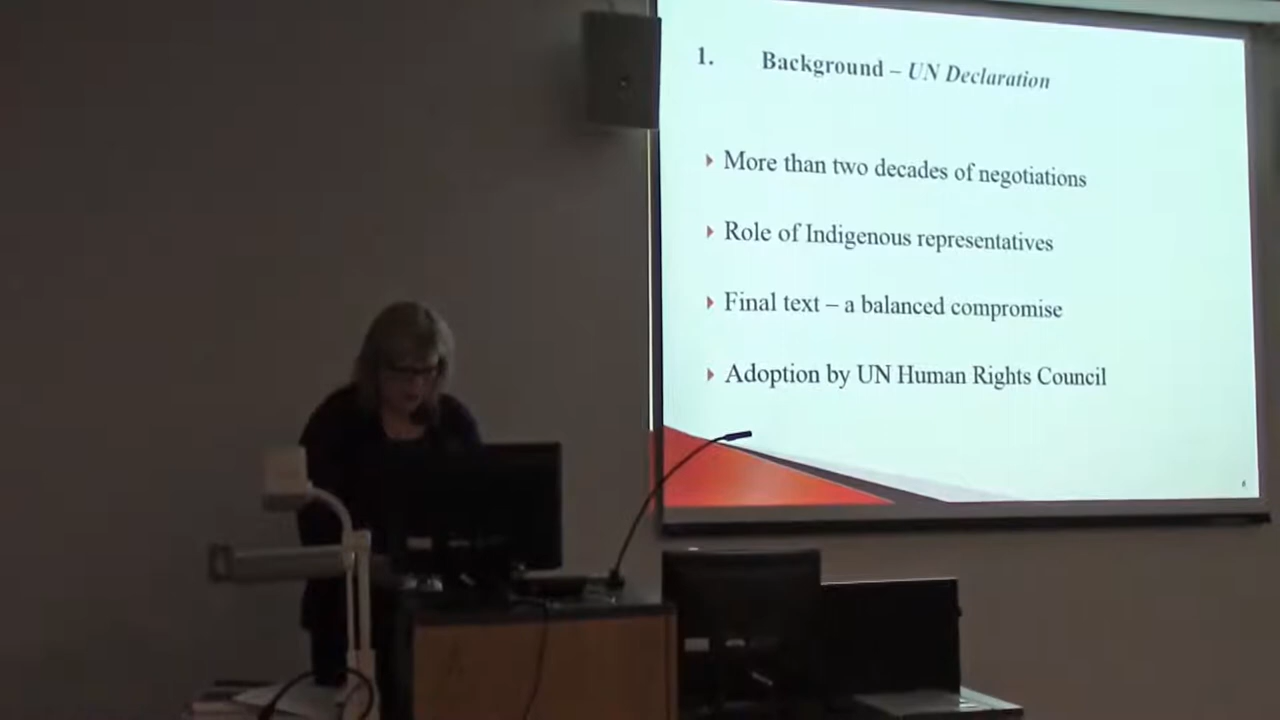 1. Background – UN Declaration
More than two decades of negotiations
Role of Indigenous representatives
Final text – a balanced compromise
Adoption by UN Human Rights Council